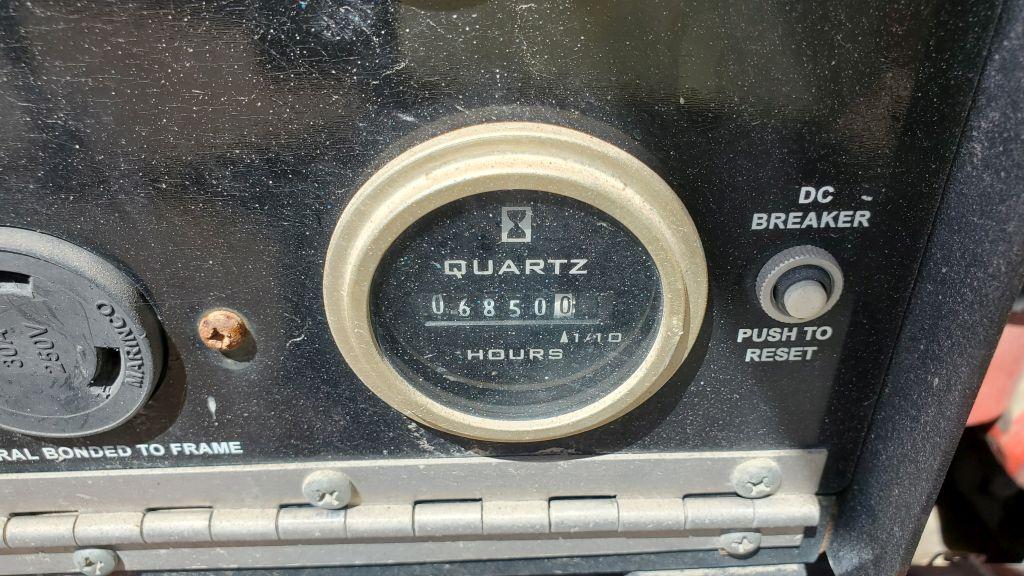 DC
BREAKER
QUARTZ
068500
1/10
HOURS
PUSH TO
RESET
MARINCO
30A
250V
RAL BONDED TO FRAME